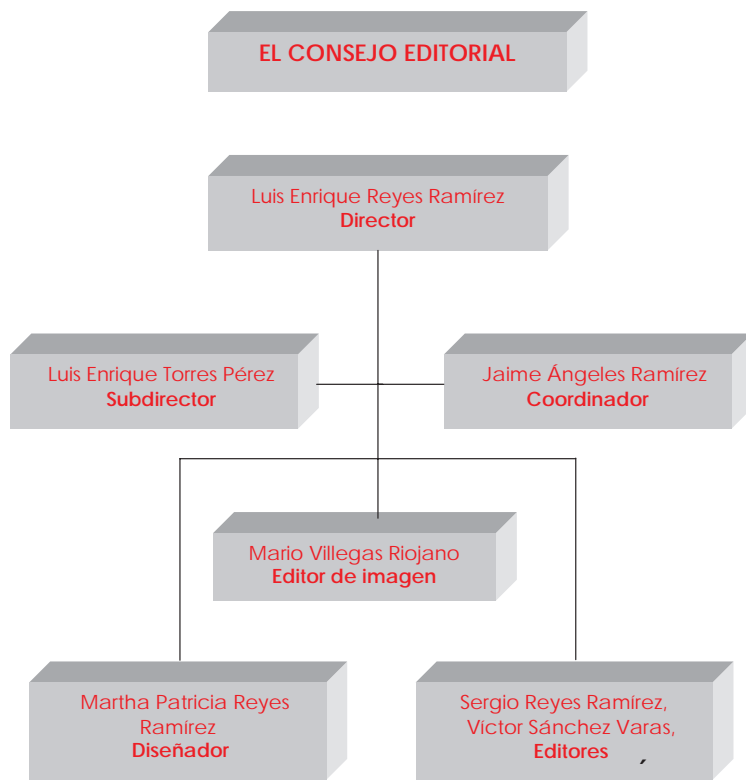 EL CONSEJO EDITORIAL
Luis Enrique Reyes Ramírez
Director
Luis Enrique Torres Pérez
Subdirector
Jaime Ángeles Ramírez
Coordinador
Mario Villegas Riojano
Editor de imagen
Martha Patricia Reyes
Ramírez
Diseñador
Sergio Reyes Ramírez,
Víctor Sánchez Varas,
Editores
´